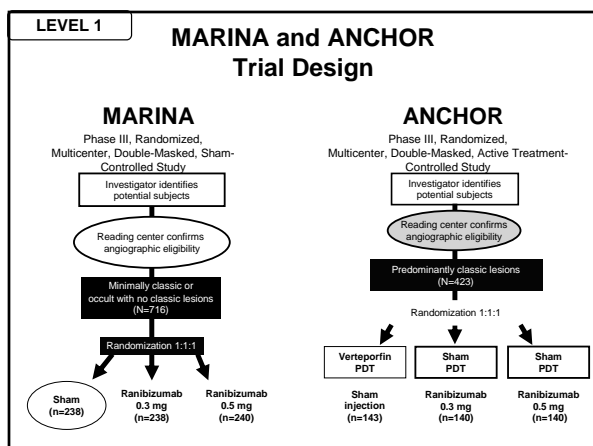 LEVEL 1
MARINA and ANCHOR
Trial Design
MARINA
Phase III, Randomized,
Multicenter, Double-Masked, Sham-
Controlled Study
Investigator identifies
potential subjects
Reading center confirms
angiographic eligibility
Minimally classic or
occult with no classic lesions
(N=716)
Randomization 1:1:1
Sham
(n=238)
Ranibizumab
0.3 mg
(n=238)
Ranibizumab
0.5 mg
(n=240)
ANCHOR
Phase III, Randomized,
Multicenter, Double-Masked, Active Treatment-
Controlled Study
Investigator identifies
potential subjects
Reading center confirms
angiographic eligibility
Predominantly classic lesions
(N=423)
Randomization 1:1:1
Verteporfin
PDT
Sham
PDT
Sham
PDT
Sham
injection
(n=143)
Ranibizumab
0.3 mg
(n=140)
Ranibizumab
0.5 mg
(n=140)